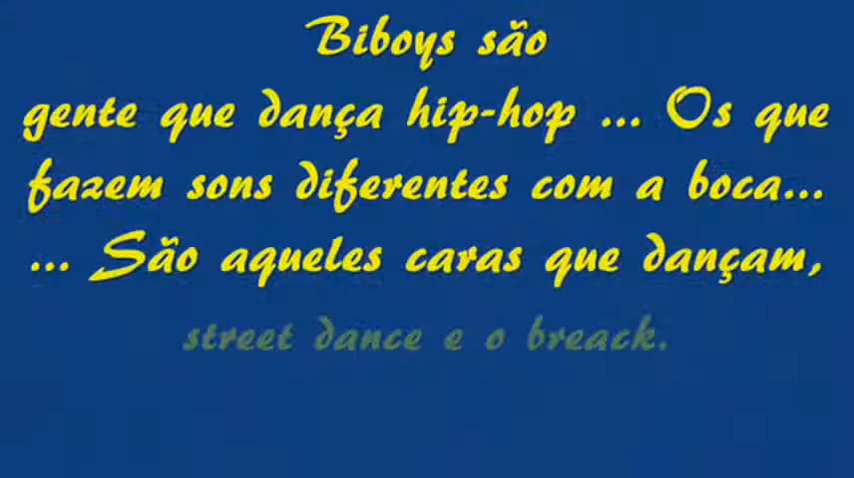 Biboys são
gente que dança hip-hop ... Os que
fazem sons diferentes com a boca...
... São aqueles caras que dançam,
street dance e o breack.